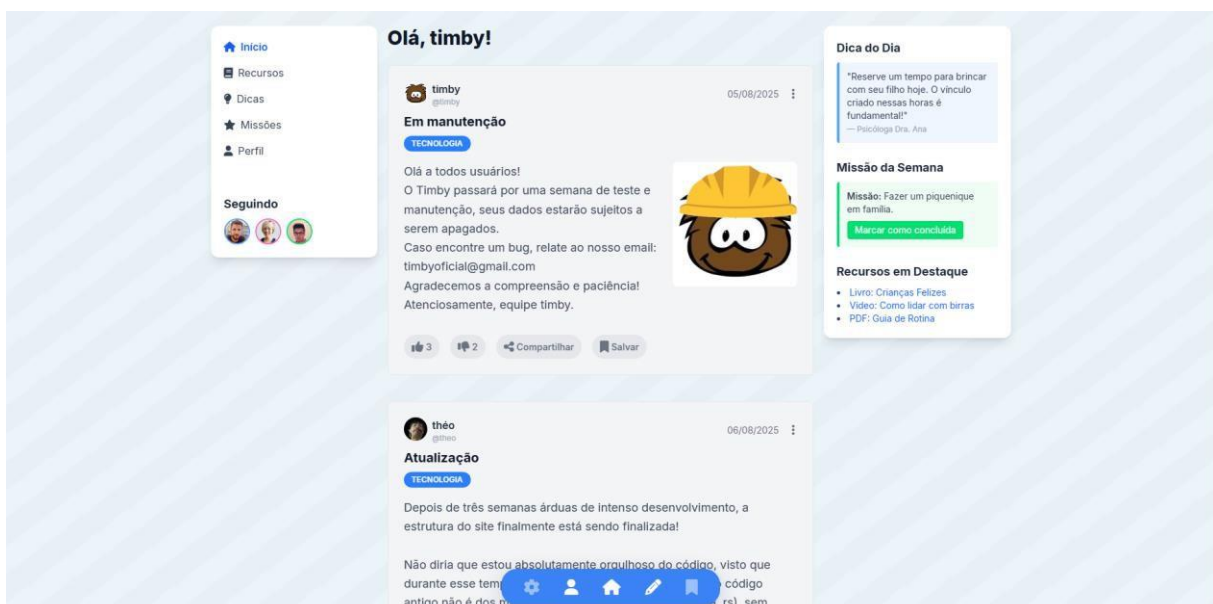 Início
Recursos
Dicas
Missões
Perfil
Seguindo
Olá, timby!
timby
@timby
05/08/2025
Em manutenção
TECNOLOGIA
Olá a todos usuários!
O Timby passará por uma semana de teste e
manutenção, seus dados estarão sujeitos a
serem apagados.
Caso encontre um bug, relate ao nosso email:
timbyoficial@gmail.com
Agradecemos a compreensão e paciência!
Atenciosamente, equipe timby.
3
2
Compartilhar
Salvar
théo
@theo
06/08/2025
Atualização
TECNOLOGIA
Depois de três semanas árduas de intenso desenvolvimento, a
estrutura do site finalmente está sendo finalizada!
Não diria que estou absolutamente orgulhoso do código, visto que
durante esse código
antigo não é dos rs), sem
Dica do Dia
"Reserve um tempo para brincar
com seu filho hoje. O vínculo
criado nessas horas é
fundamental!"
— Psicóloga Dra. Ana
Missão da Semana
Missão: Fazer um piquenique
em família.
Marcar como concluída
Recursos em Destaque
Livro: Crianças Felizes
Vídeo: Como lidar com birras
PDF: Guia de Rotina